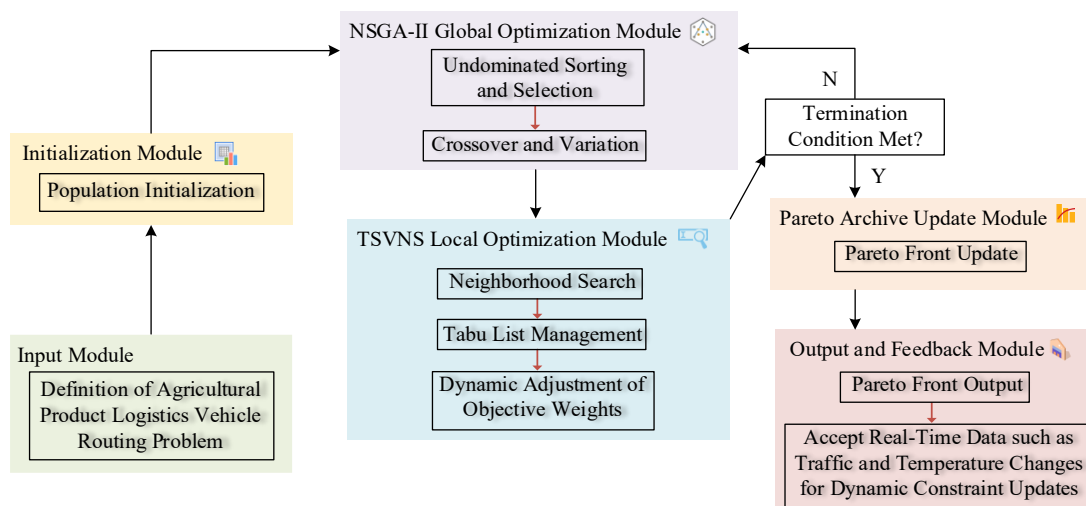 Input Module
Definition of Agricultural
Product Logistics Vehicle
Routing Problem
Initialization Module
Population Initialization
NSGA-II Global Optimization Module
Undominated Sorting
and Selection
Crossover and Variation
TSVNS Local Optimization Module
Neighborhood Search
Tabu List Management
Dynamic Adjustment of
Objective Weights
N
Termination
Condition Met?
Y
Pareto Archive Update Module
Pareto Front Update
Output and Feedback Module
Pareto Front Output
Accept Real-Time Data such as
Traffic and Temperature Changes
for Dynamic Constraint Updates